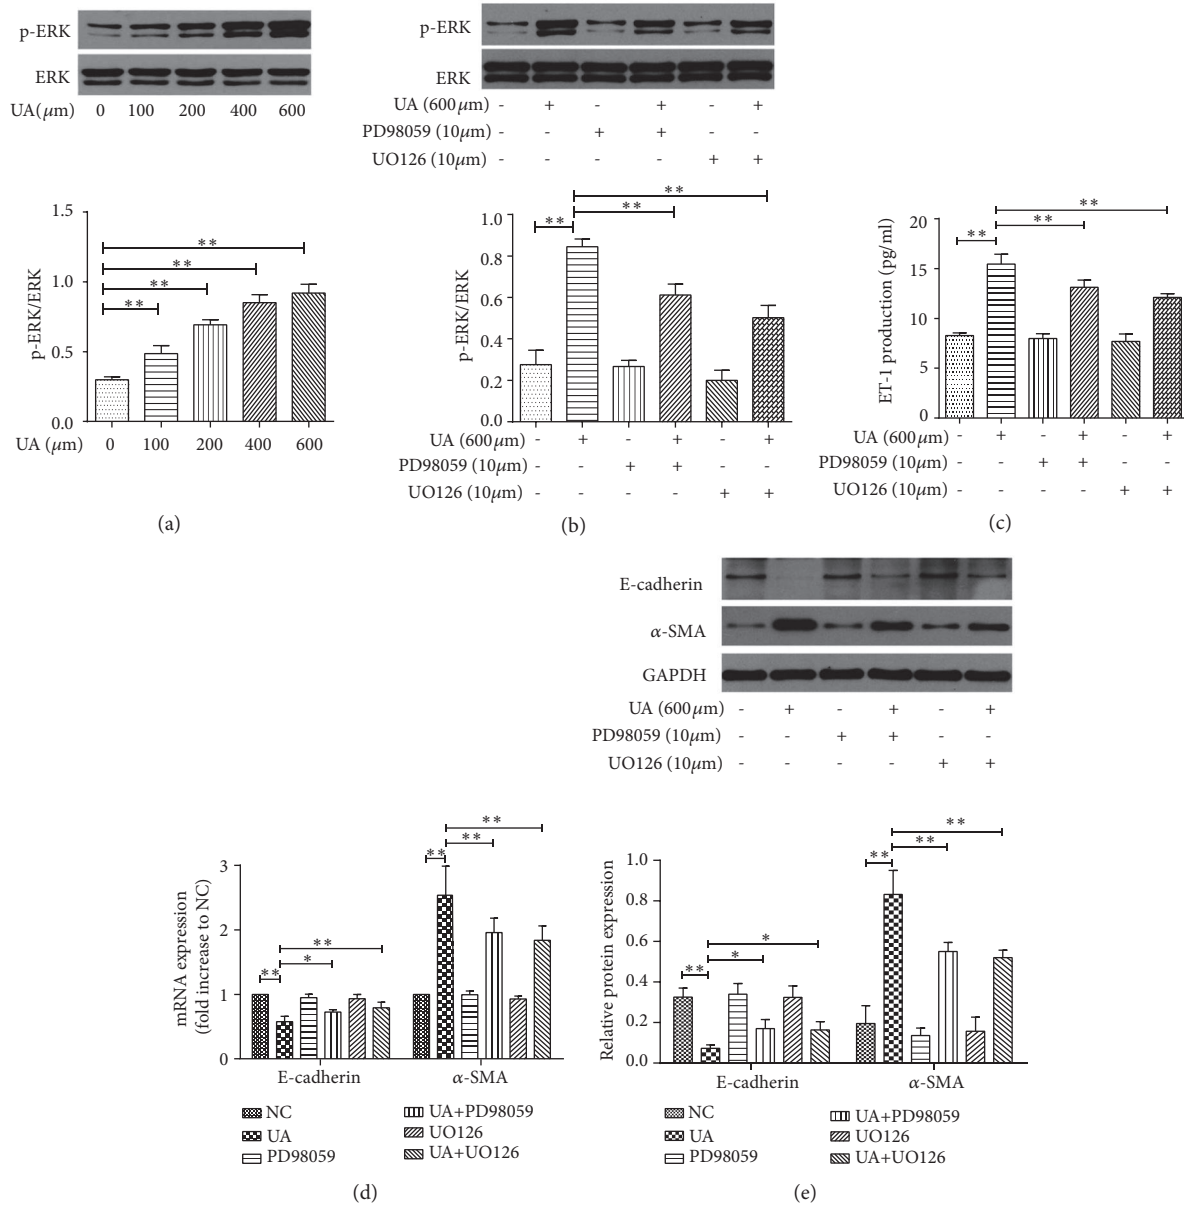 p-ERK
ERK
UA(μm) 0 100 200 400 600
p-ERK
ERK
UA (600μm) - + - + - +
PD98059 (10μm) - - + + - -
UO126 (10μm) - - - - + +
p-ERK/ERK
1.5
1.0
0.5
0.0
** ** ** **
UA (μm) 0 100 200 400 600
(a)
p-ERK/ERK
1.0
0.8
0.6
0.4
0.2
0.0
** ** **
UA (600μm) - + - + - +
PD98059 (10μm) - - + + - -
UO126 (10μm) - - - - + +
(b)
ET-1 production (pg/ml)
20
15
10
5
0
** ** **
UA (600μm) - + - + - +
PD98059 (10μm) - - + + - -
UO126 (10μm) - - - - + +
(c)
E-cadherin
α-SMA
GAPDH
UA (600μm) - + - + - +
PD98059 (10μm) - - + + - -
UO126 (10μm) - - - - + +
mRNA expression
(fold increase to NC)
3
2
1
0
** * **
** ** **
E-cadherin α-SMA
NC
UA
PD98059
UA+PD98059
UO126
UA+UO126
(d)
Relative protein expression
1.0
0.8
0.6
0.4
0.2
0.0
** * *
** ** **
E-cadherin α-SMA
NC
UA
PD98059
UA+PD98059
UO126
UA+UO126
(e)